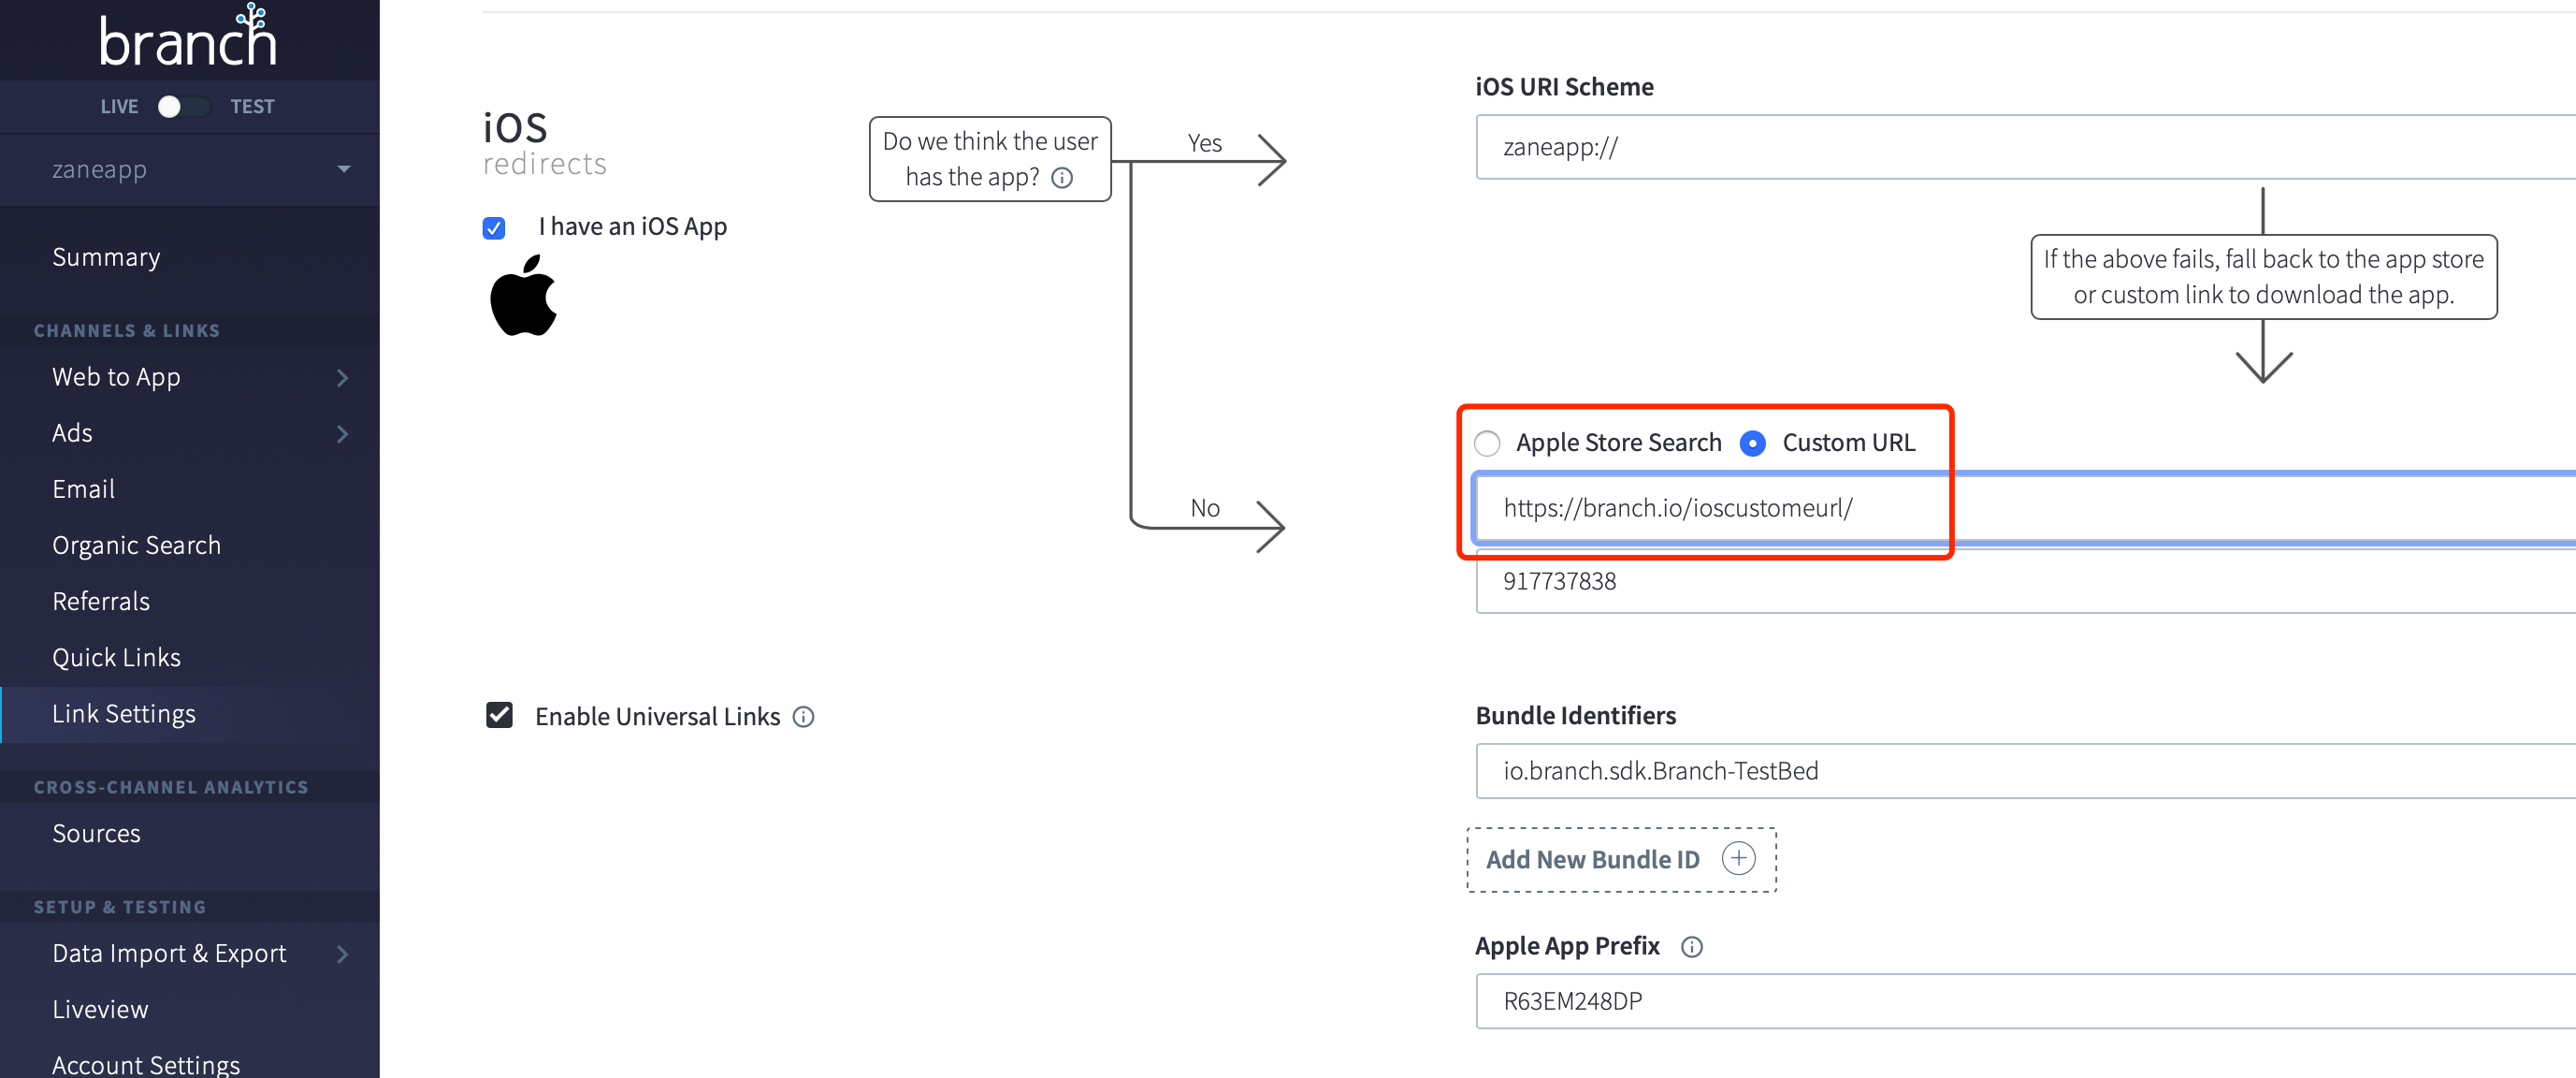 branch
LIVE TEST
zaneapp
Summary
CHANNELS & LINKS
Web to App
Ads
Email
Organic Search
Referrals
Quick Links
Link Settings
CROSS-CHANNEL ANALYTICS
Sources
SETUP & TESTING
Data Import & Export
Liveview
Account Settings
iOS
redirects
I have an iOS App
Do we think the user
has the app?
Yes
No
iOS URI Scheme
zaneapp://
If the above fails, fall back to the app store
or custom link to download the app.
Apple Store Search Custom URL
https://branch.io/ioscustomeurl/
917737838
Enable Universal Links
Bundle Identifiers
io.branch.sdk.Branch-TestBed
Add New Bundle ID
Apple App Prefix
R63EM248DP